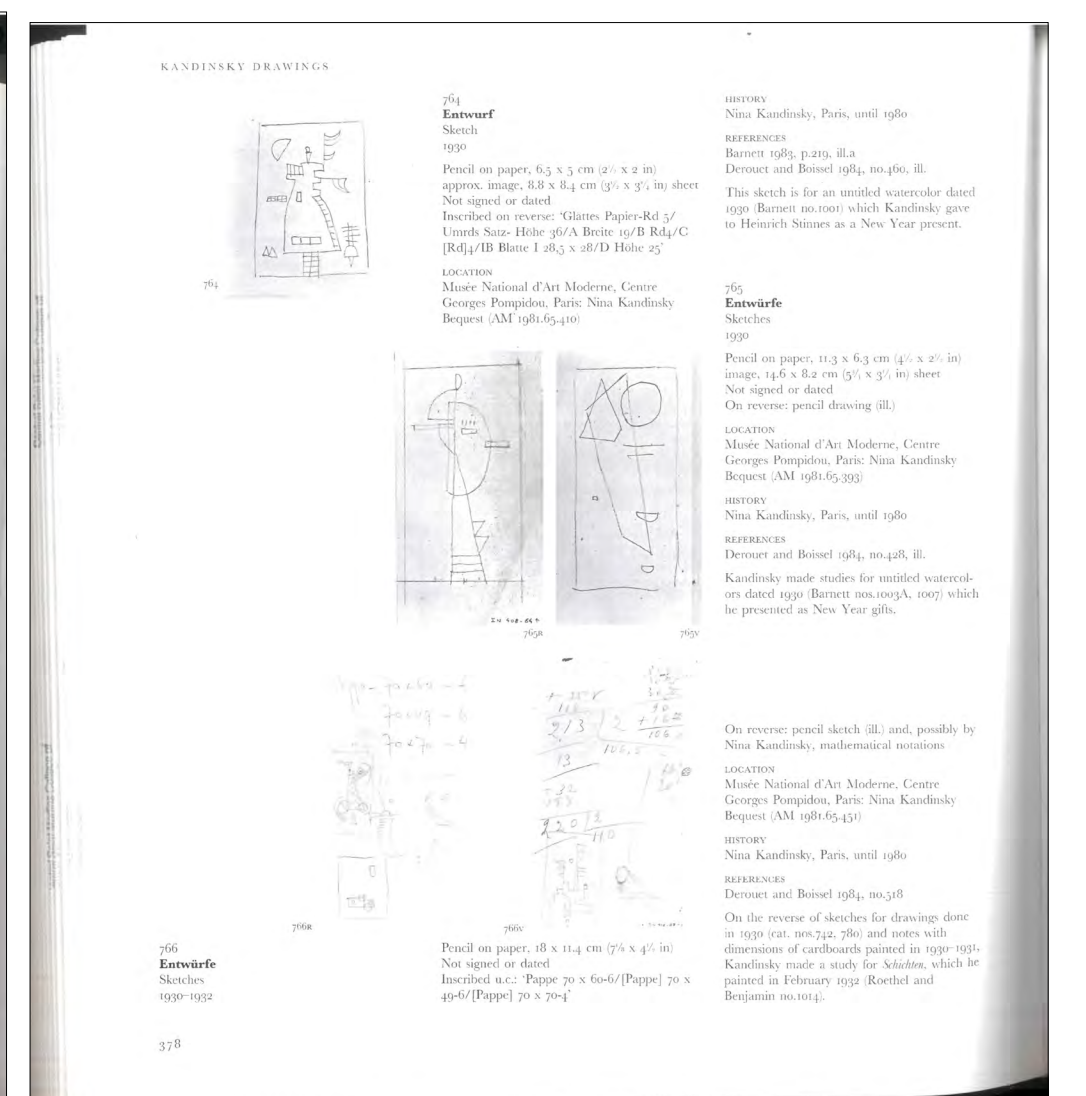 KANDINSKY DRAWINGS
764
764
Entwurf
Sketch
1930
Pencil on paper, 6.5 x 5 cm (2½ x 2 in)
approx. image, 8.8 x 8.4 cm (3½ x 3¼ in) sheet
Not signed or dated
Inscribed on reverse: ‘Glattes Papier-Rd 5/
Umrds Satz- Höhe 36/A Breite 19/B Rd4/C
[Rd]4/IB Blatte I 28,5 x 28/D Höhe 25’
LOCATION
Musée National d’Art Moderne, Centre
Georges Pompidou, Paris: Nina Kandinsky
Bequest (AM 1981.65.410)
HISTORY
Nina Kandinsky, Paris, until 1980
REFERENCES
Barnett 1983, p.219, ill.a
Derouet and Boissel 1984, no.460, ill.
This sketch is for an untitled watercolor dated
1930 (Barnett no.1001) which Kandinsky gave
to Heinrich Stinnes as a New Year present.
765
Entwürfe
Sketches
1930
Pencil on paper, 11.3 x 6.3 cm (4½ x 2½ in)
image, 14.6 x 8.2 cm (5¾ x 3¼ in) sheet
Not signed or dated
On reverse: pencil drawing (ill.)
LOCATION
Musée National d’Art Moderne, Centre
Georges Pompidou, Paris: Nina Kandinsky
Bequest (AM 1981.65.393)
HISTORY
Nina Kandinsky, Paris, until 1980
REFERENCES
Derouet and Boissel 1984, no.428, ill.
Kandinsky made studies for untitled watercol-
ors dated 1930 (Barnett nos.1003A, 1007) which
he presented as New Year gifts.
765R
765V
70x49 - 6
70x70 - 4
213 2
106,5
13
220 2
110
90
106
766R
766V
766
Entwürfe
Sketches
1930–1932
Pencil on paper, 18 x 11.4 cm (7⅛ x 4½ in)
Not signed or dated
Inscribed u.c.: ‘Pappe 70 x 60-6/[Pappe] 70 x
49-6/[Pappe] 70 x 70-4’
On reverse: pencil sketch (ill.) and, possibly by
Nina Kandinsky, mathematical notations
LOCATION
Musée National d’Art Moderne, Centre
Georges Pompidou, Paris: Nina Kandinsky
Bequest (AM 1981.65.451)
HISTORY
Nina Kandinsky, Paris, until 1980
REFERENCES
Derouet and Boissel 1984, no.518
On the reverse of sketches for drawings done
in 1930 (cat. nos.742, 780) and notes with
dimensions of cardboards painted in 1930–1931,
Kandinsky made a study for Schichten, which he
painted in February 1932 (Roethel and
Benjamin no.1014).
378